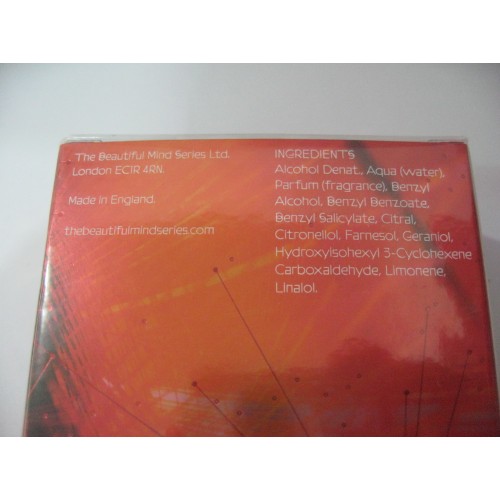 The Beautiful Mind Series Ltd.
London EC1R 4RN.
Made in England.
thebeautifulmindseries.com
INGREDIENTS
Alcohol Denat., Aqua (water),
Parfum (fragrance), Benzyl
Alcohol, Benzyl Benzoate,
Benzyl Salicylate, Citral,
Citronellol, Farnesol, Geraniol,
Hydroxyisohexyl 3-Cyclohexene
Carboxaldehyde, Limonene,
Linalol.